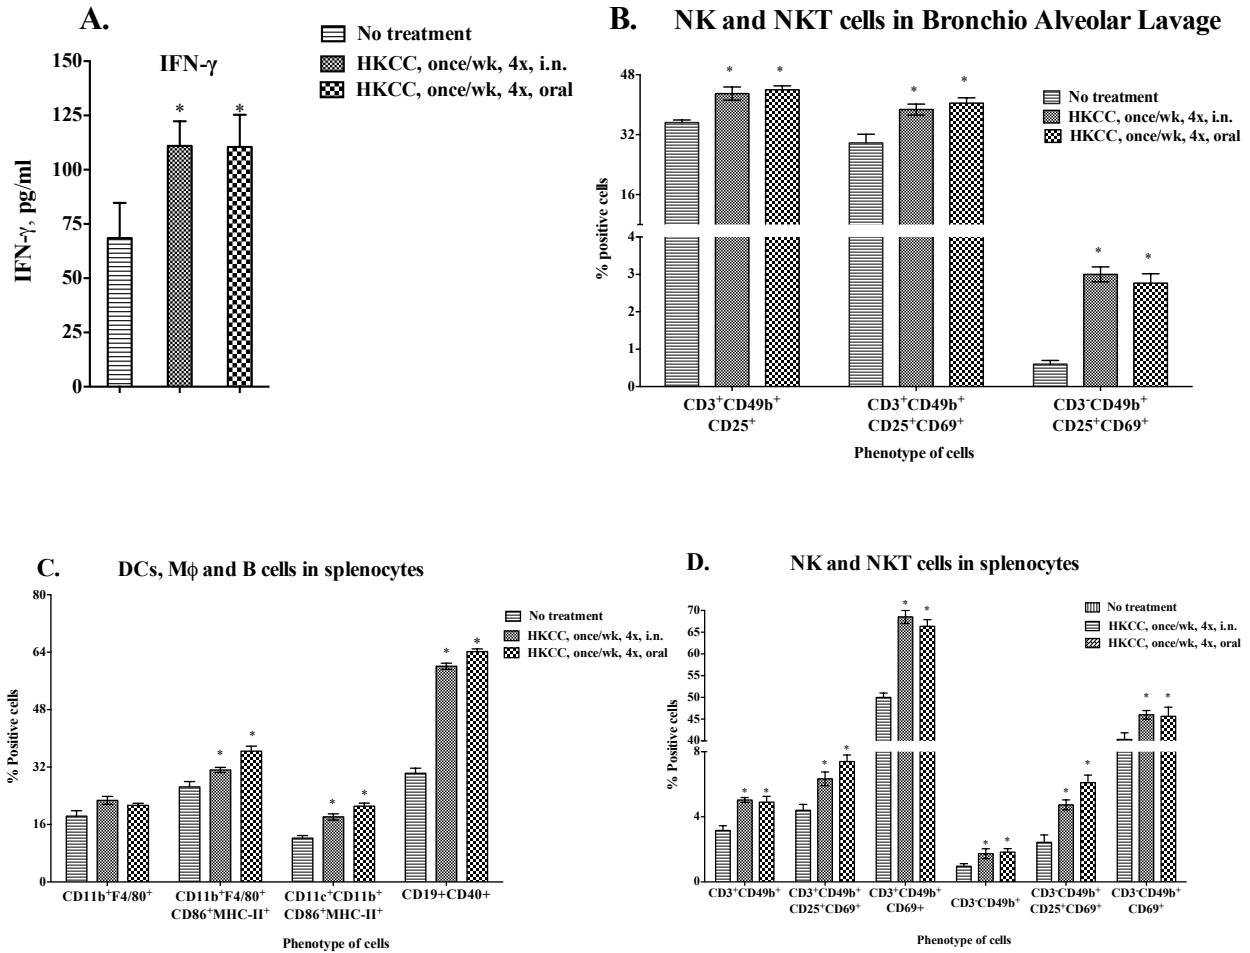 A.
No treatment
HKCC, once/wk, 4x, i.n.
HKCC, once/wk, 4x, oral
IFN-γ
*
*
150
125
100
75
50
25
0
IFN-γ, pg/ml
B. NK and NKT cells in Bronchio Alveolar Lavage
No treatment
HKCC, once/wk, 4x, i.n.
HKCC, once/wk, 4x, oral
* * * * * *
48
32
16
4
3
2
1
0
% positive cells
CD3⁺CD49b⁺
CD25⁺
CD3⁺CD49b⁺
CD25⁺CD69⁺
CD3⁻CD49b⁺
CD25⁺CD69⁺
Phenotype of cells
C. DCs, Mϕ and B cells in splenocytes
No treatment
HKCC, once/wk, 4x, i.n.
HKCC, once/wk, 4x, oral
* * * * * *
80
64
48
32
16
0
% Positive cells
CD11b⁺F4/80⁺
CD11b⁺F4/80⁺
CD86⁺MHC-II⁺
CD11c⁺CD11b⁺
CD86⁺MHC-II⁺
CD19+CD40+
Phenotype of cells
D. NK and NKT cells in splenocytes
No treatment
HKCC, once/wk, 4x, i.n.
HKCC, once/wk, 4x, oral
* * * * * * * * * * * *
70
65
60
55
50
45
40
8
4
0
% Positive cells
CD3⁺CD49b⁺
CD3⁺CD49b⁺
CD25⁺CD69⁺
CD3⁺CD49b⁺
CD69+
CD3⁻CD49b⁺
CD3⁻CD49b⁺
CD25⁺CD69⁺
CD3⁻CD49b⁺
CD69⁺
Phenotype of cells